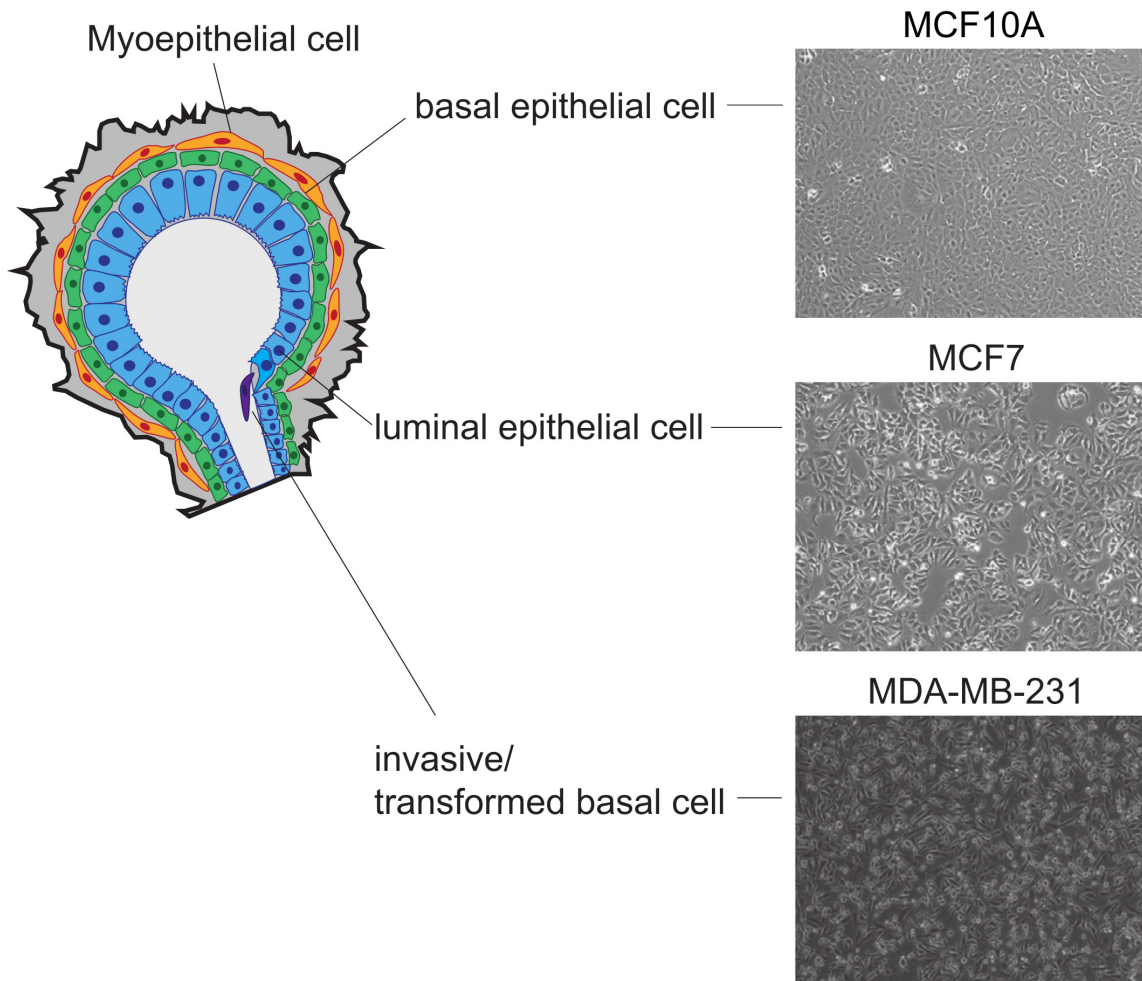 Myoepithelial cell
basal epithelial cell
MCF10A
luminal epithelial cell
MCF7
invasive/
transformed basal cell
MDA-MB-231